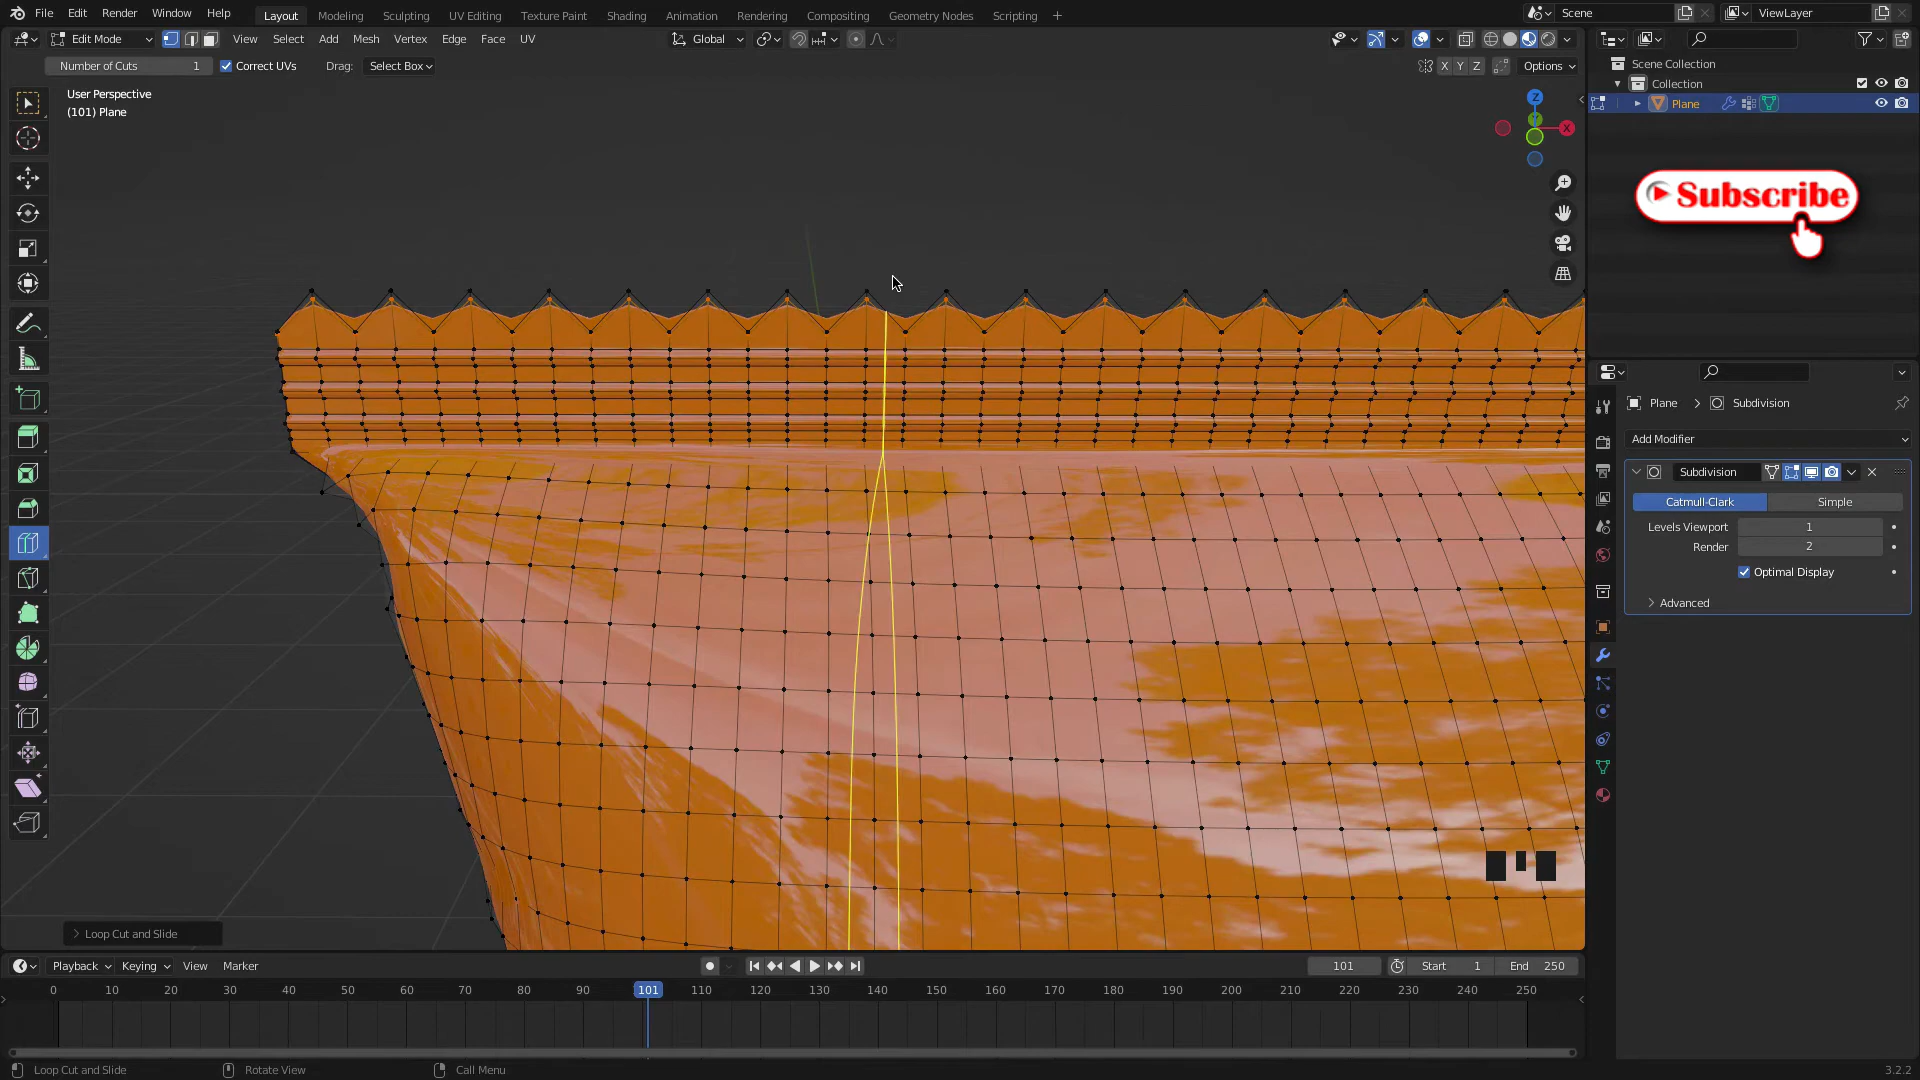 File Edit Render Window Help
Layout Modeling Sculpting UV Editing Texture Paint Shading Animation Rendering Compositing Geometry Nodes Scripting +
Scene
ViewLayer
Edit Mode View Select Add Mesh Vertex Edge Face UV
Global
Number of Cuts 1 Correct UVs Drag: Select Box
X Y Z Options
User Perspective
(101) Plane
Z
X
Scene Collection
Collection
Plane
Subscribe
Plane > Subdivision
Add Modifier
Subdivision
Catmull-Clark Simple
Levels Viewport 1
Render 2
Optimal Display
Advanced
Loop Cut and Slide
Playback Keying View Marker
101 Start 1 End 250
0 10 20 30 40 50 60 70 80 90 101 110 120 130 140 150 160 170 180 190 200 210 220 230 240 250
Loop Cut and Slide Rotate View Call Menu
3.2.2